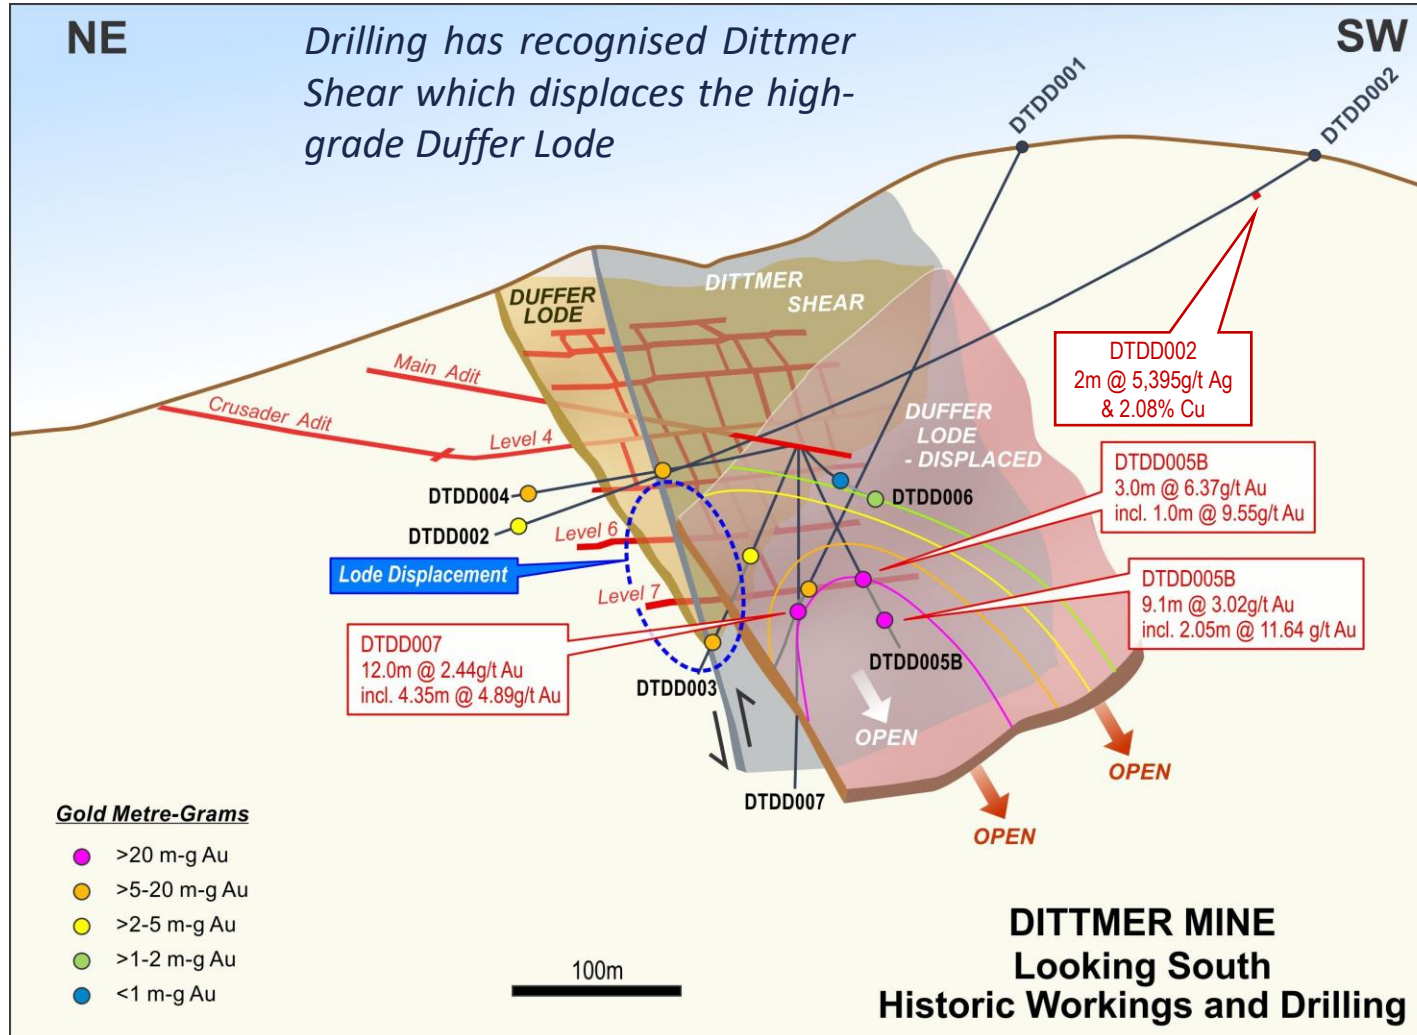 NE
Drilling has recognised Dittmer
Shear which displaces the high-
grade Duffer Lode
SW
DTDD001
DTDD002
DUFFER
LODE
DITTMER
SHEAR
Main Adit
Crusader Adit
Level 4
DTDD002
2m @ 5,395g/t Ag
& 2.08% Cu
DUFFER
LODE
- DISPLACED
DTDD005B
3.0m @ 6.37g/t Au
incl. 1.0m @ 9.55g/t Au
DTDD004
DTDD006
DTDD002
Level 6
Lode Displacement
Level 7
DTDD005B
9.1m @ 3.02g/t Au
incl. 2.05m @ 11.64 g/t Au
DTDD007
12.0m @ 2.44g/t Au
incl. 4.35m @ 4.89g/t Au
DTDD005B
DTDD003
OPEN
OPEN
DTDD007
OPEN
Gold Metre-Grams
>20 m-g Au
>5-20 m-g Au
>2-5 m-g Au
>1-2 m-g Au
<1 m-g Au
100m
DITTMER MINE
Looking South
Historic Workings and Drilling